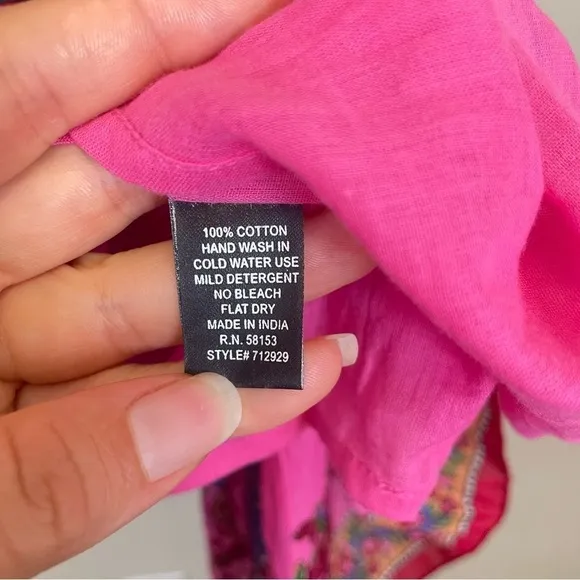 100% COTTON
HAND WASH IN
COLD WATER USE
MILD DETERGENT
NO BLEACH
FLAT DRY
MADE IN INDIA
R.N. 58153
STYLE# 712929